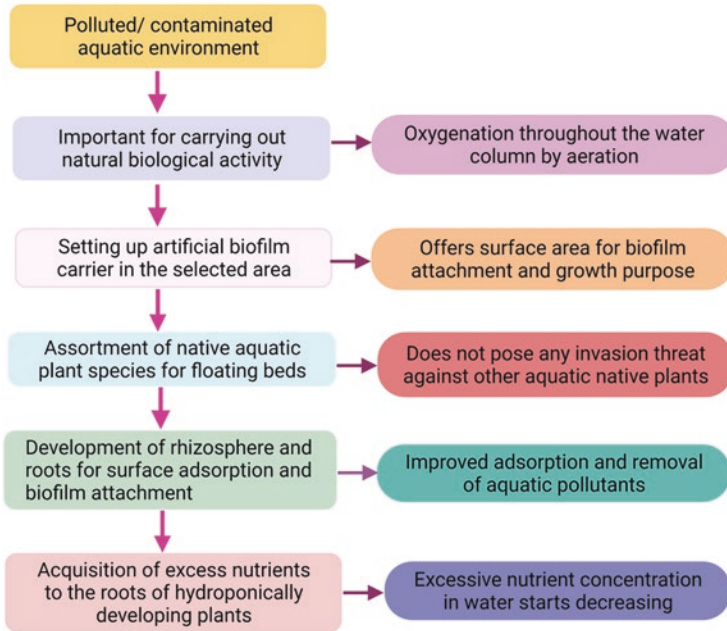 Polluted/ contaminated
aquatic environment
Important for carrying out
natural biological activity
Oxygenation throughout the water
column by aeration
Setting up artificial biofilm
carrier in the selected area
Offers surface area for biofilm
attachment and growth purpose
Assortment of native aquatic
plant species for floating beds
Does not pose any invasion threat
against other aquatic native plants
Development of rhizosphere and
roots for surface adsorption and
biofilm attachment
Improved adsorption and removal
of aquatic pollutants
Acquisition of excess nutrients
to the roots of hydroponically
developing plants
Excessive nutrient concentration
in water starts decreasing